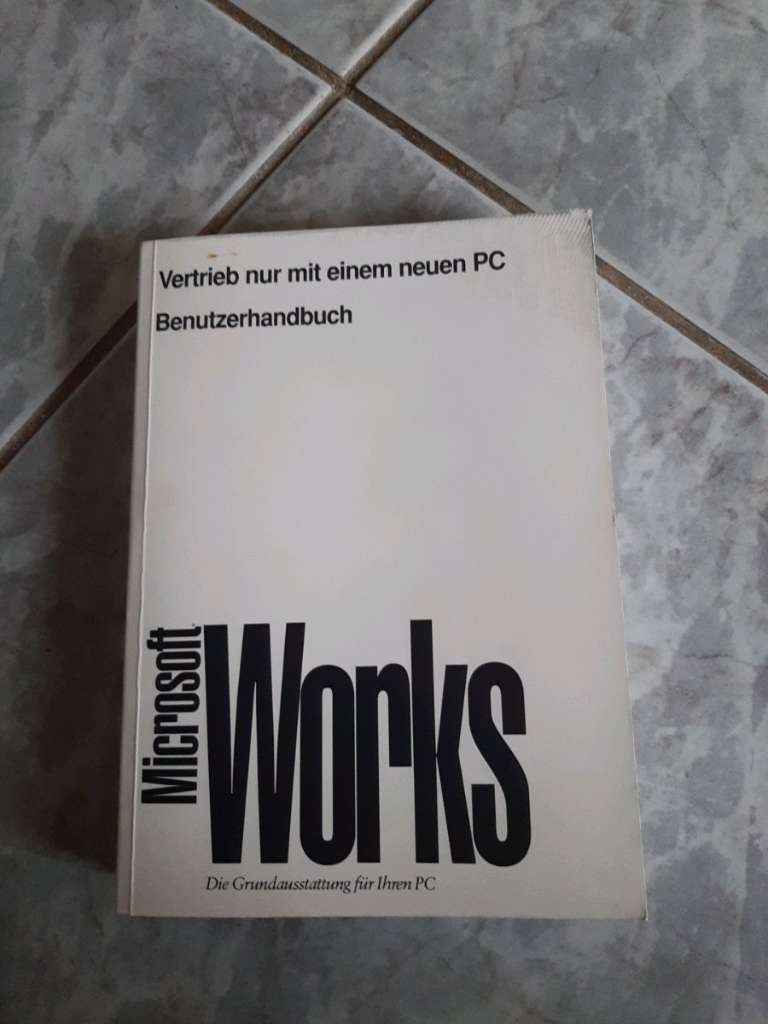 Vertrieb nur mit einem neuen PC
Benutzerhandbuch
Microsoft
Works
Die Grundausstattung für Ihren PC